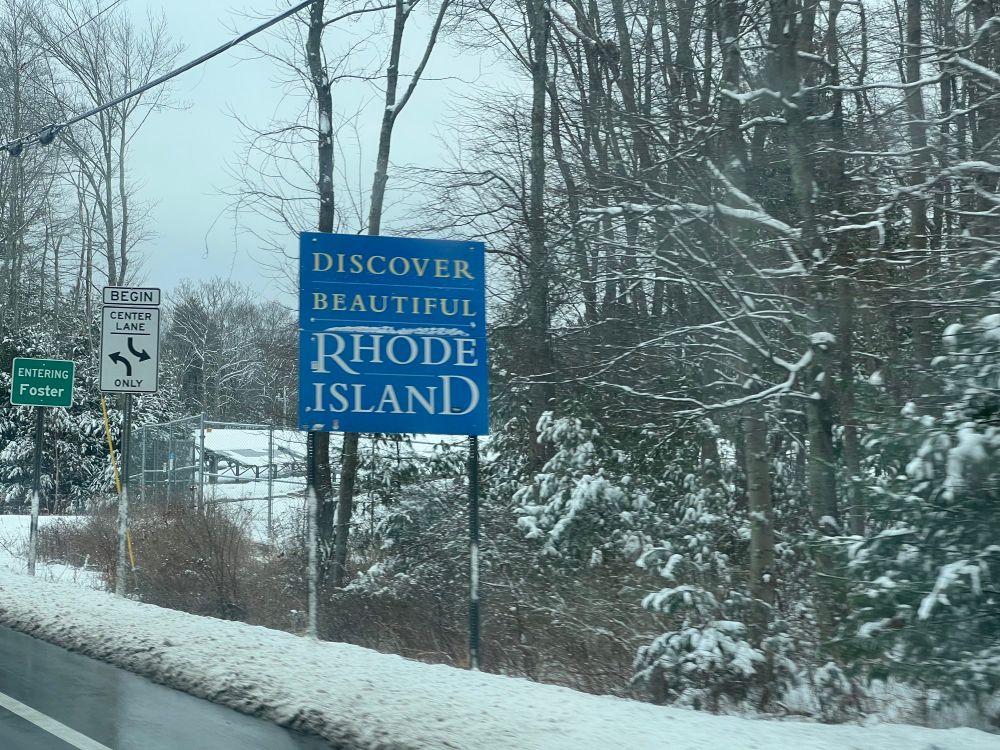 ENTERING
Foster
BEGIN
CENTER
LANE
ONLY
DISCOVER
BEAUTIFUL
RHODE
ISLAND